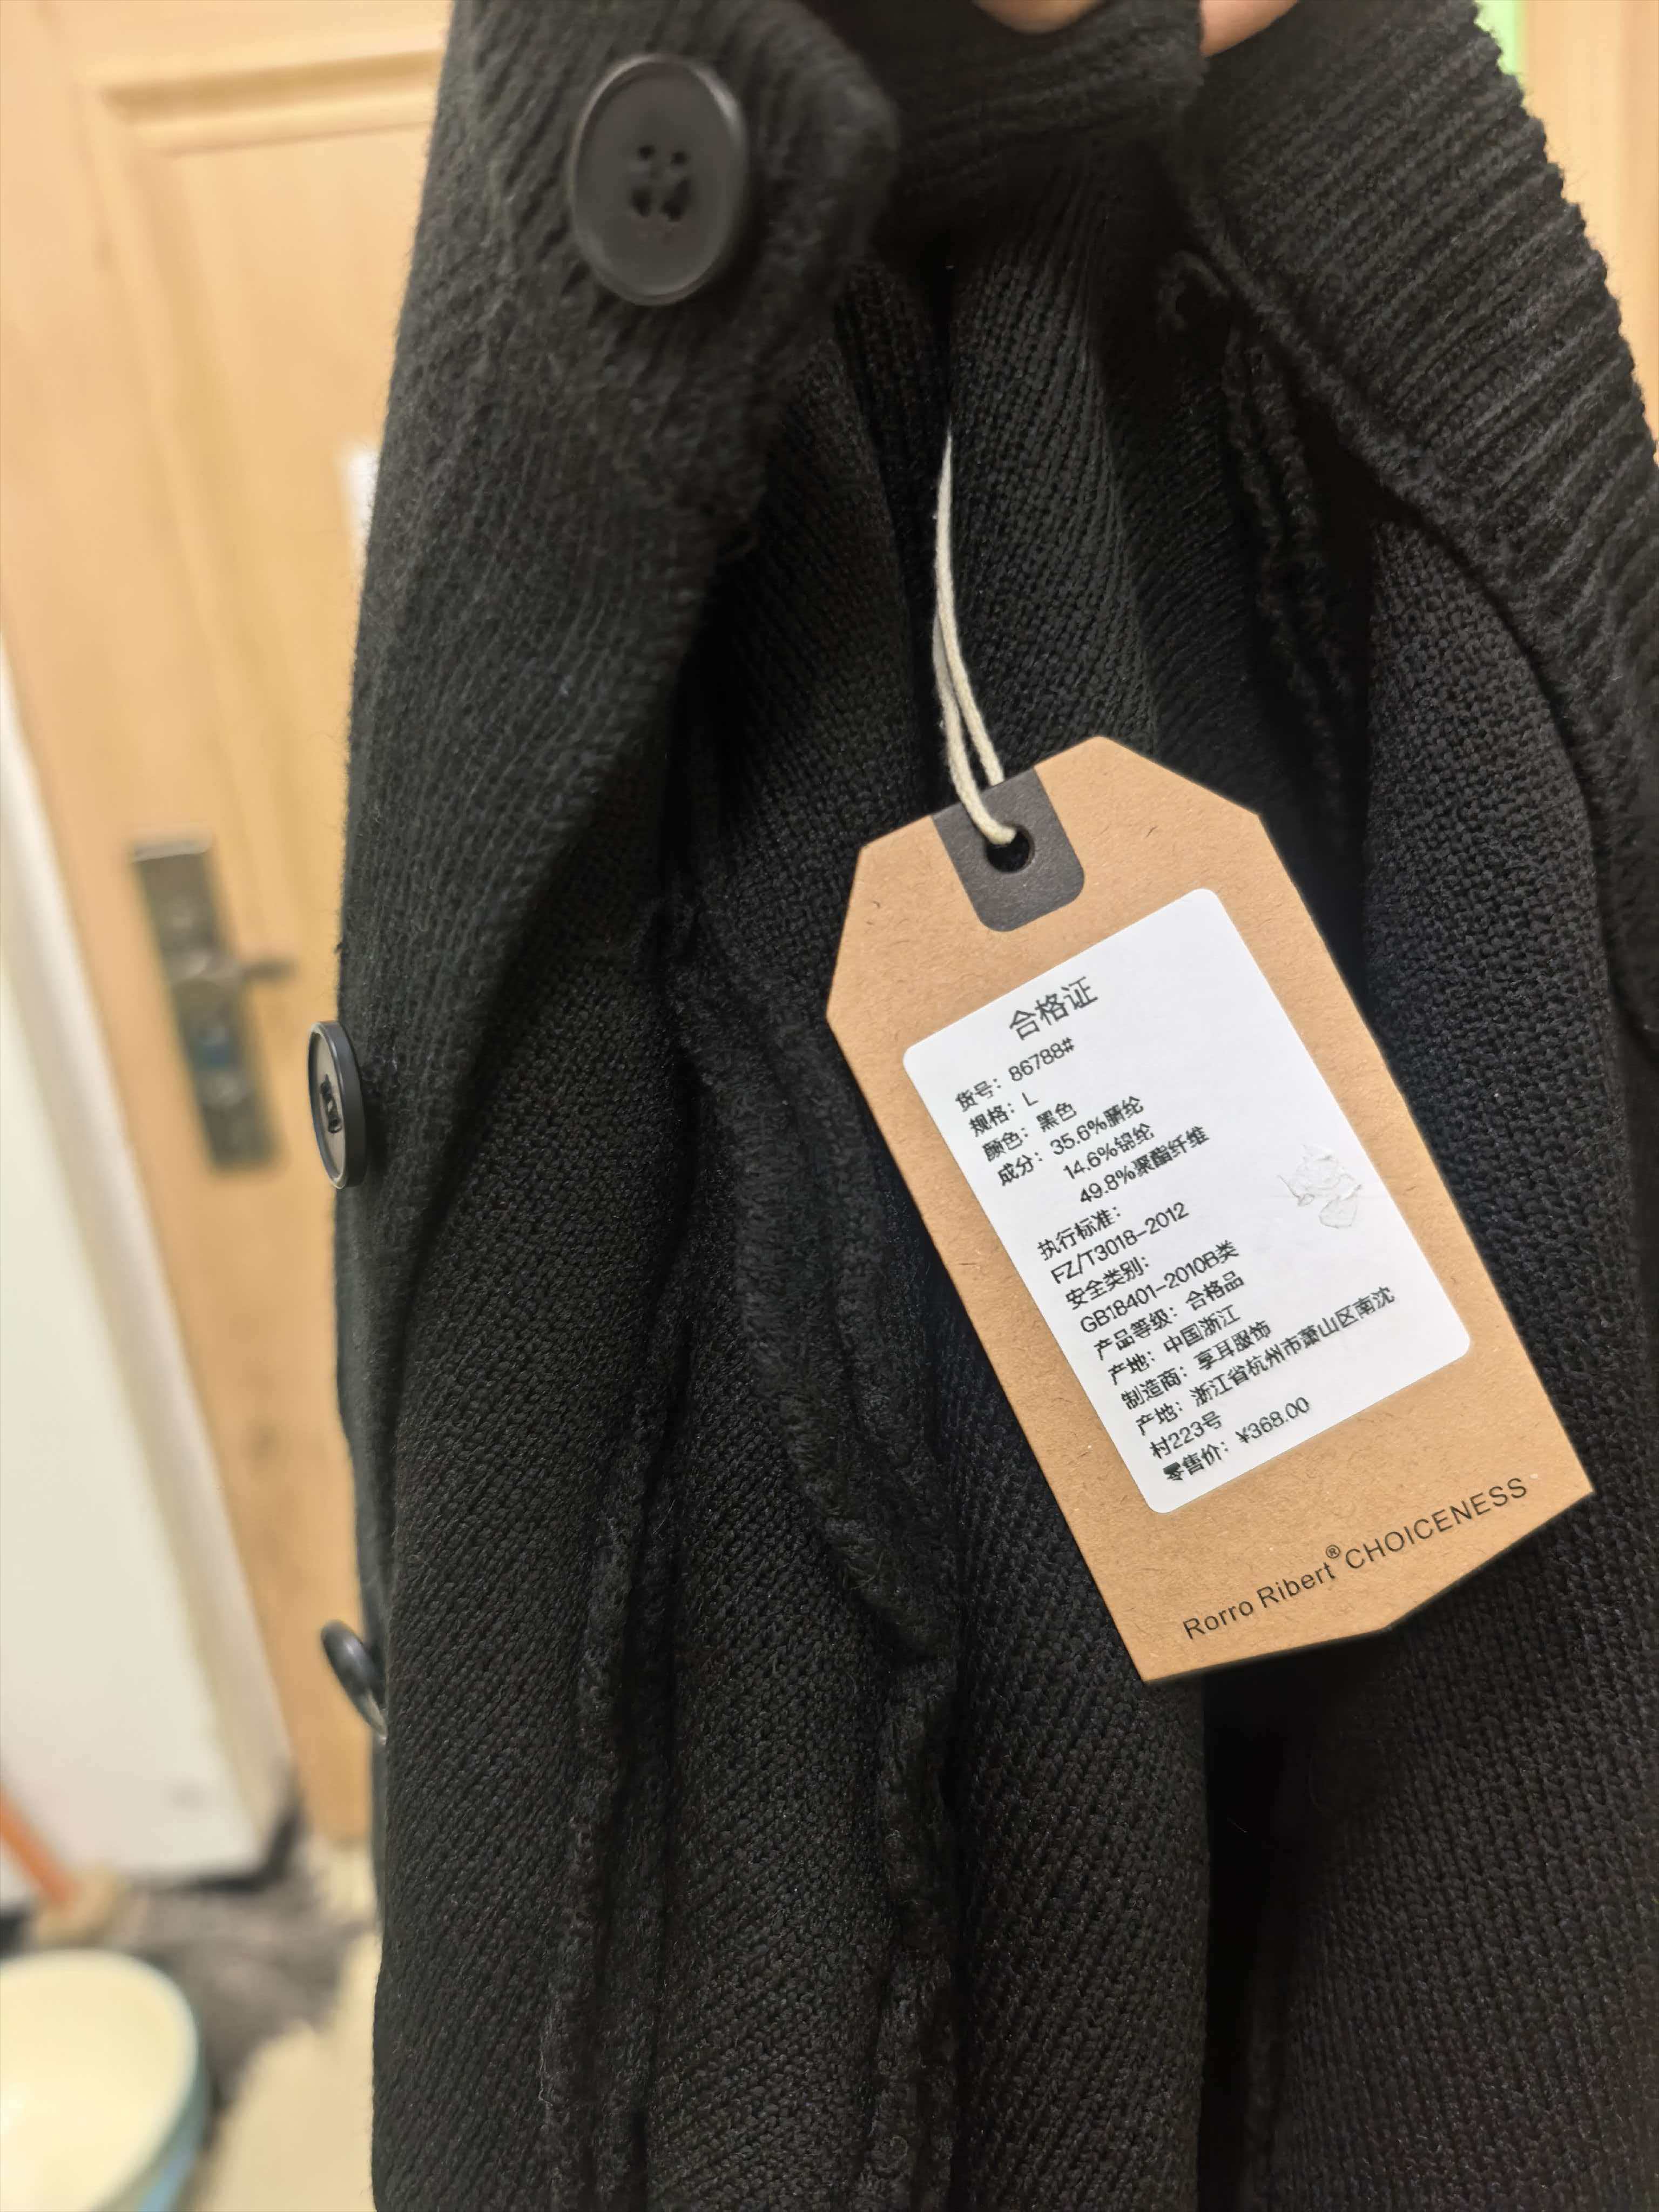 合格证
货号：86788#
规格：L
颜色：黑色
成分：35.6%腈纶
14.6%锦纶
49.8%聚酯纤维
执行标准：
FZ/T3018-2012
安全类别：
GB18401-2010B类
产品等级：合格品
产地：中国浙江
制造商：享耳服饰
产地：浙江省杭州市萧山区南沈
村223号
零售价：¥368.00
Rorro Ribert® CHOICENESS